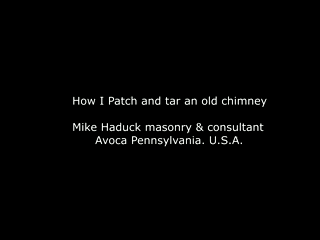 How I Patch and tar an old chimney
Mike Haduck masonry & consultant
Avoca Pennsylvania. U.S.A.